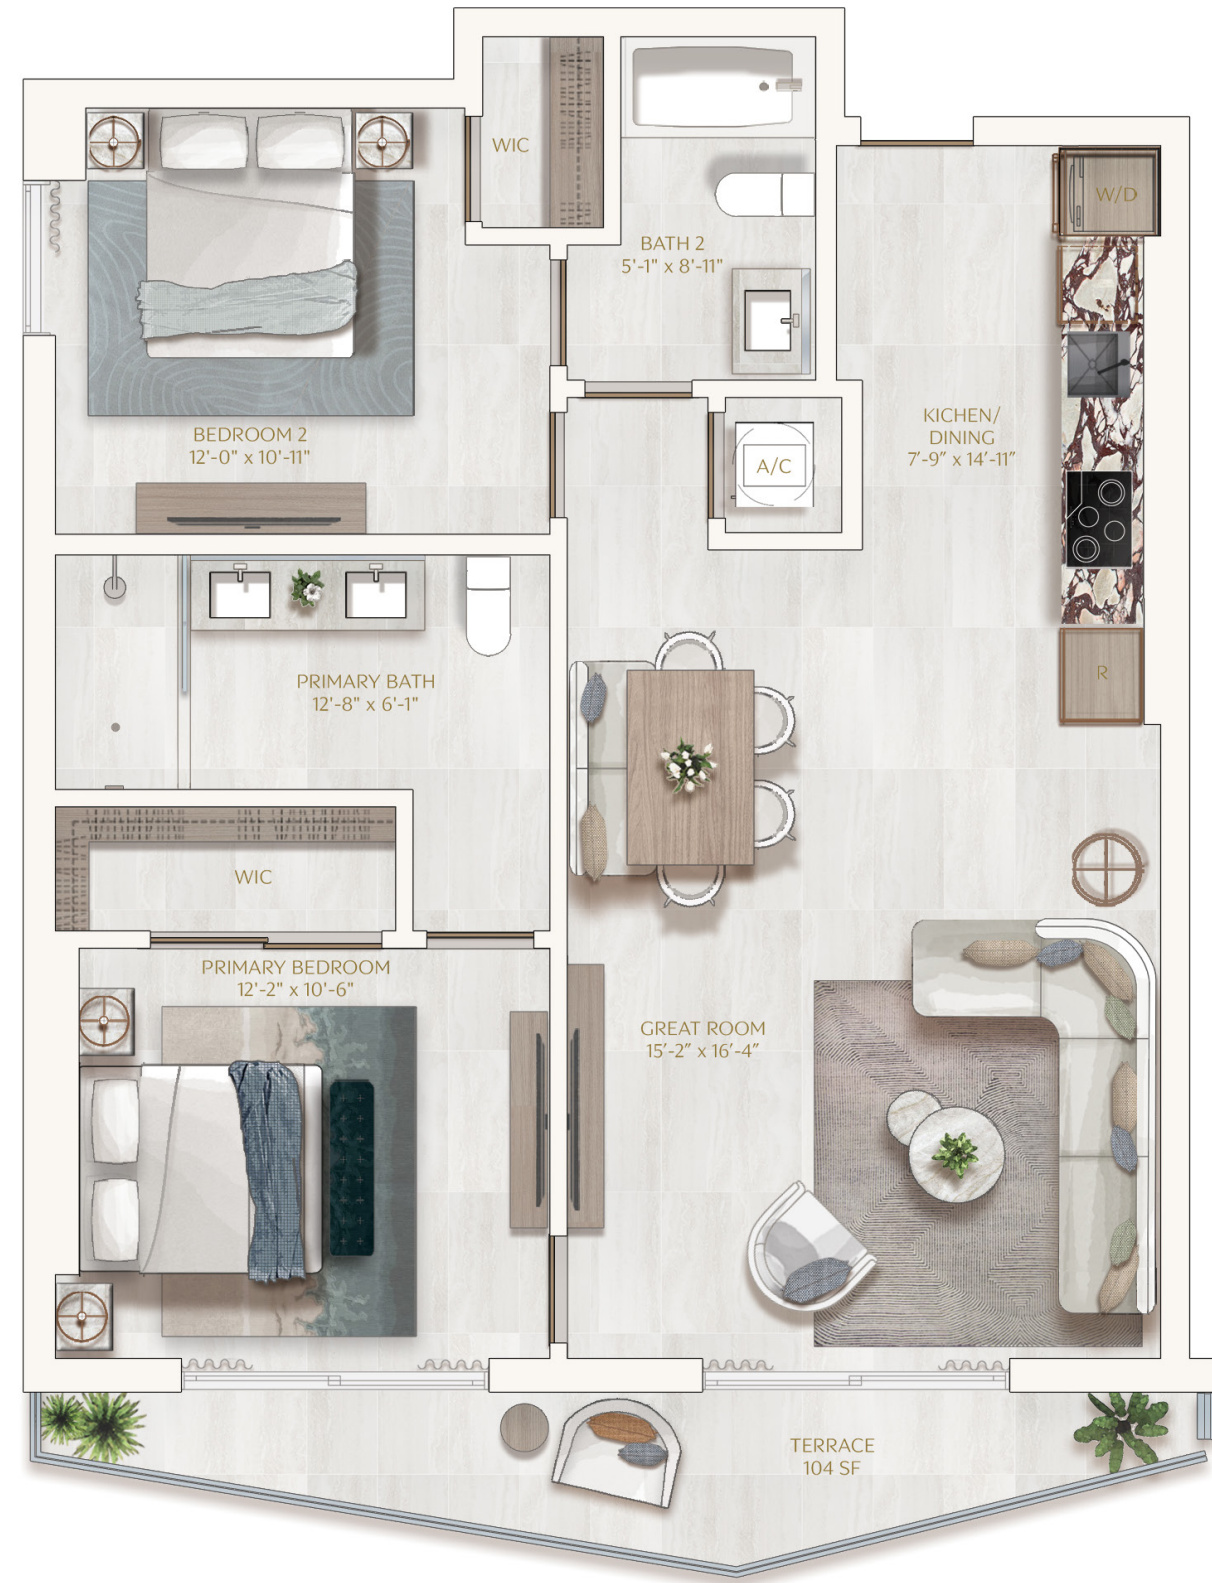 WIC
W/D
BATH 2
5'-1" x 8'-11"
KICHEN/
DINING
7'-9" x 14'-11"
BEDROOM 2
12'-0" x 10'-11"
A/C
PRIMARY BATH
12'-8" x 6'-1"
R
WIC
PRIMARY BEDROOM
12'-2" x 10'-6"
GREAT ROOM
15'-2" x 16'-4"
TERRACE
104 SF